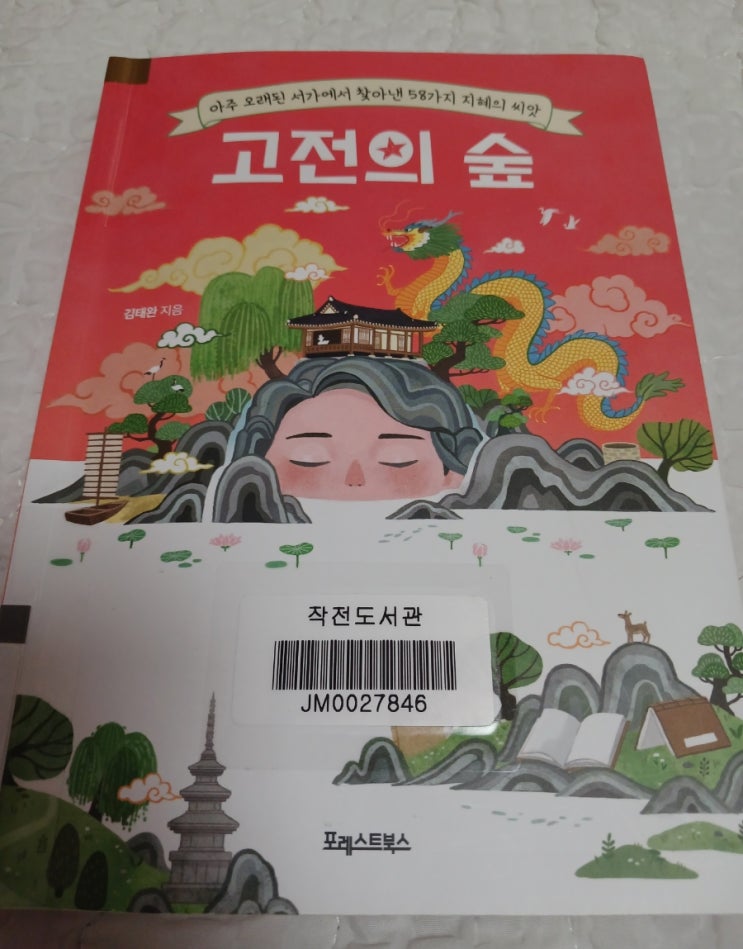 아주 오래된 서가에서 찾아낸 58가지 지혜의 씨앗
고전의 숲
김태완 지음
작전도서관
JM0027846
포레스트북스